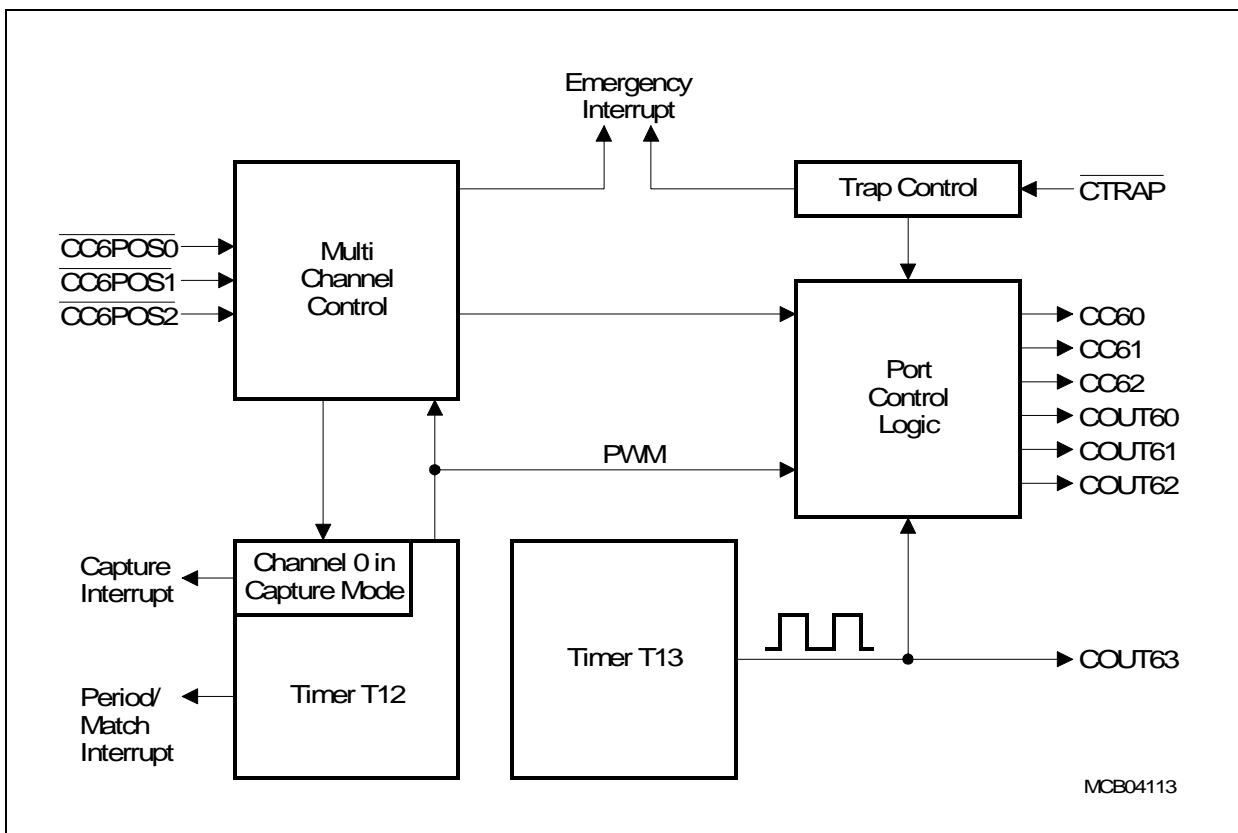 Emergency
Interrupt
Trap Control
CTRAP
CC6POS0
CC6POS1
CC6POS2
Multi
Channel
Control
Port
Control
Logic
CC60
CC61
CC62
COUT60
COUT61
COUT62
PWM
Capture
Interrupt
Channel 0 in
Capture Mode
Timer T12
Period/
Match
Interrupt
Timer T13
COUT63
MCB04113